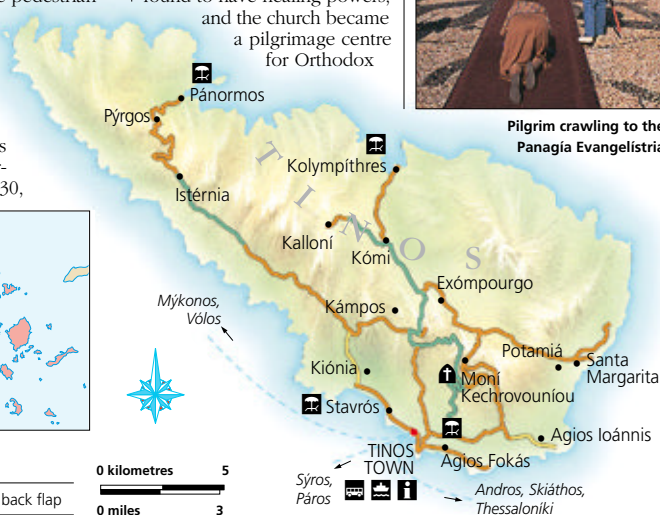 pedestrian
found to have healing powers,
and the church became
a pilgrimage centre
for Orthodox
Pilgrim crawling to the
Panagía Evangelístria
30,
Pánormos
Pýrgos
Istérnia
TINOS
Kolympíthres
Kalloní
Kómi
Exómpourgo
Mýkonos,
Vólos
Kámpos
Kiónia
Stavrós
Potamiá
Santa
Margarita
Moní
Kechrovouníou
Agios Ioánnis
Agios Fokás
TINOS
TOWN
Sýros,
Páros
Andros, Skiáthos,
Thessaloníki
0 kilometres 5
0 miles 3
back flap